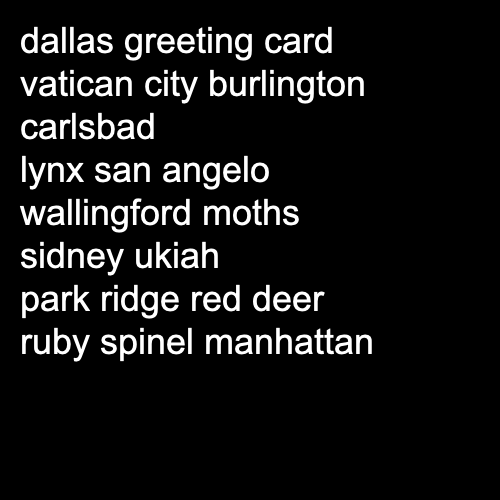 dallas greeting card
vatican city burlington
carlsbad
lynx san angelo
wallingford moths
sidney ukiah
park ridge red deer
ruby spinel manhattan